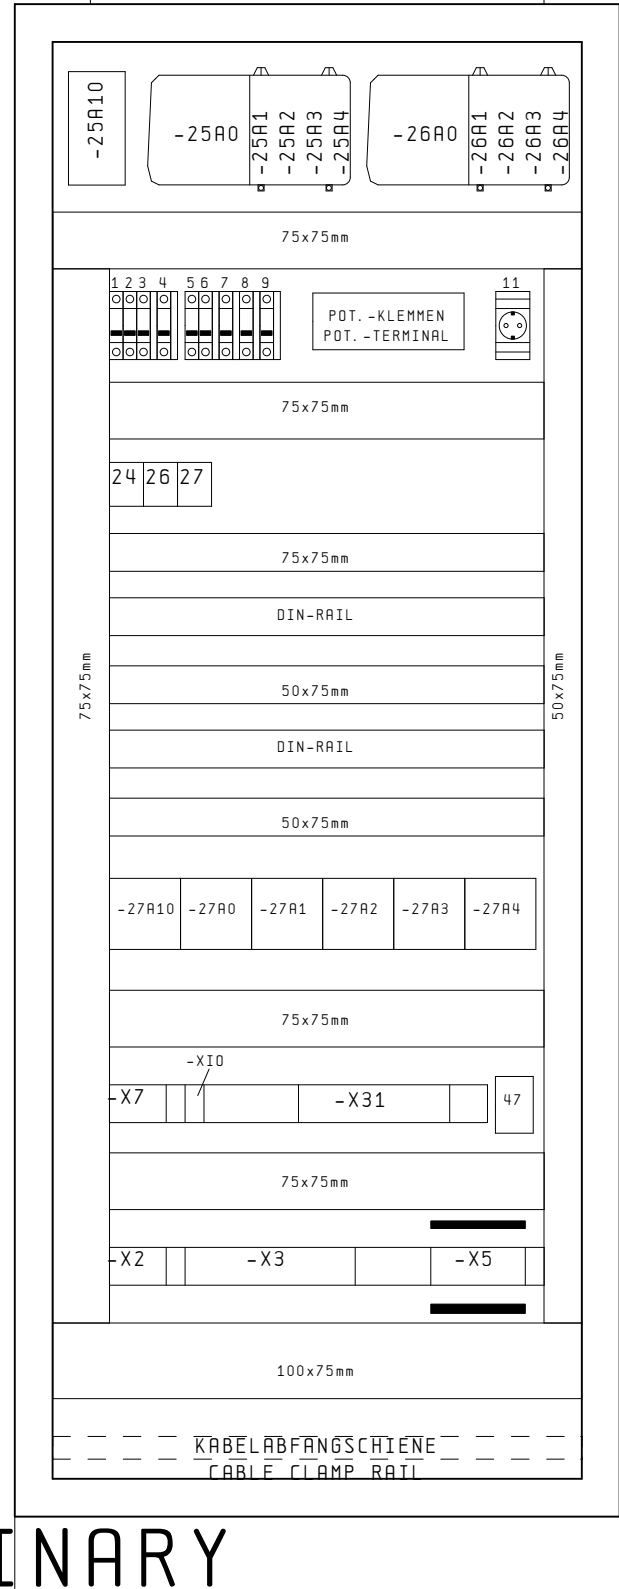 -25A10
-25A0
-25A1
-25A2
-25A3
-25A4
-26A0
-26A1
-26A2
-26A3
-26A4
75x75mm
1 2 3 4 5 6 7 8 9 11
POT.-KLEMMEN
POT.-TERMINAL
75x75mm
24 26 27
75x75mm
DIN-RAIL
75x75mm
50x75mm
50x75mm
DIN-RAIL
50x75mm
-27A10 -27A0 -27A1 -27A2 -27A3 -27A4
75x75mm
-XIO
-X7 -X31 47
75x75mm
-X2 -X3 -X5
100x75mm
KABELABFANGSCHIENE
CABLE CLAMP RAIL
INARY